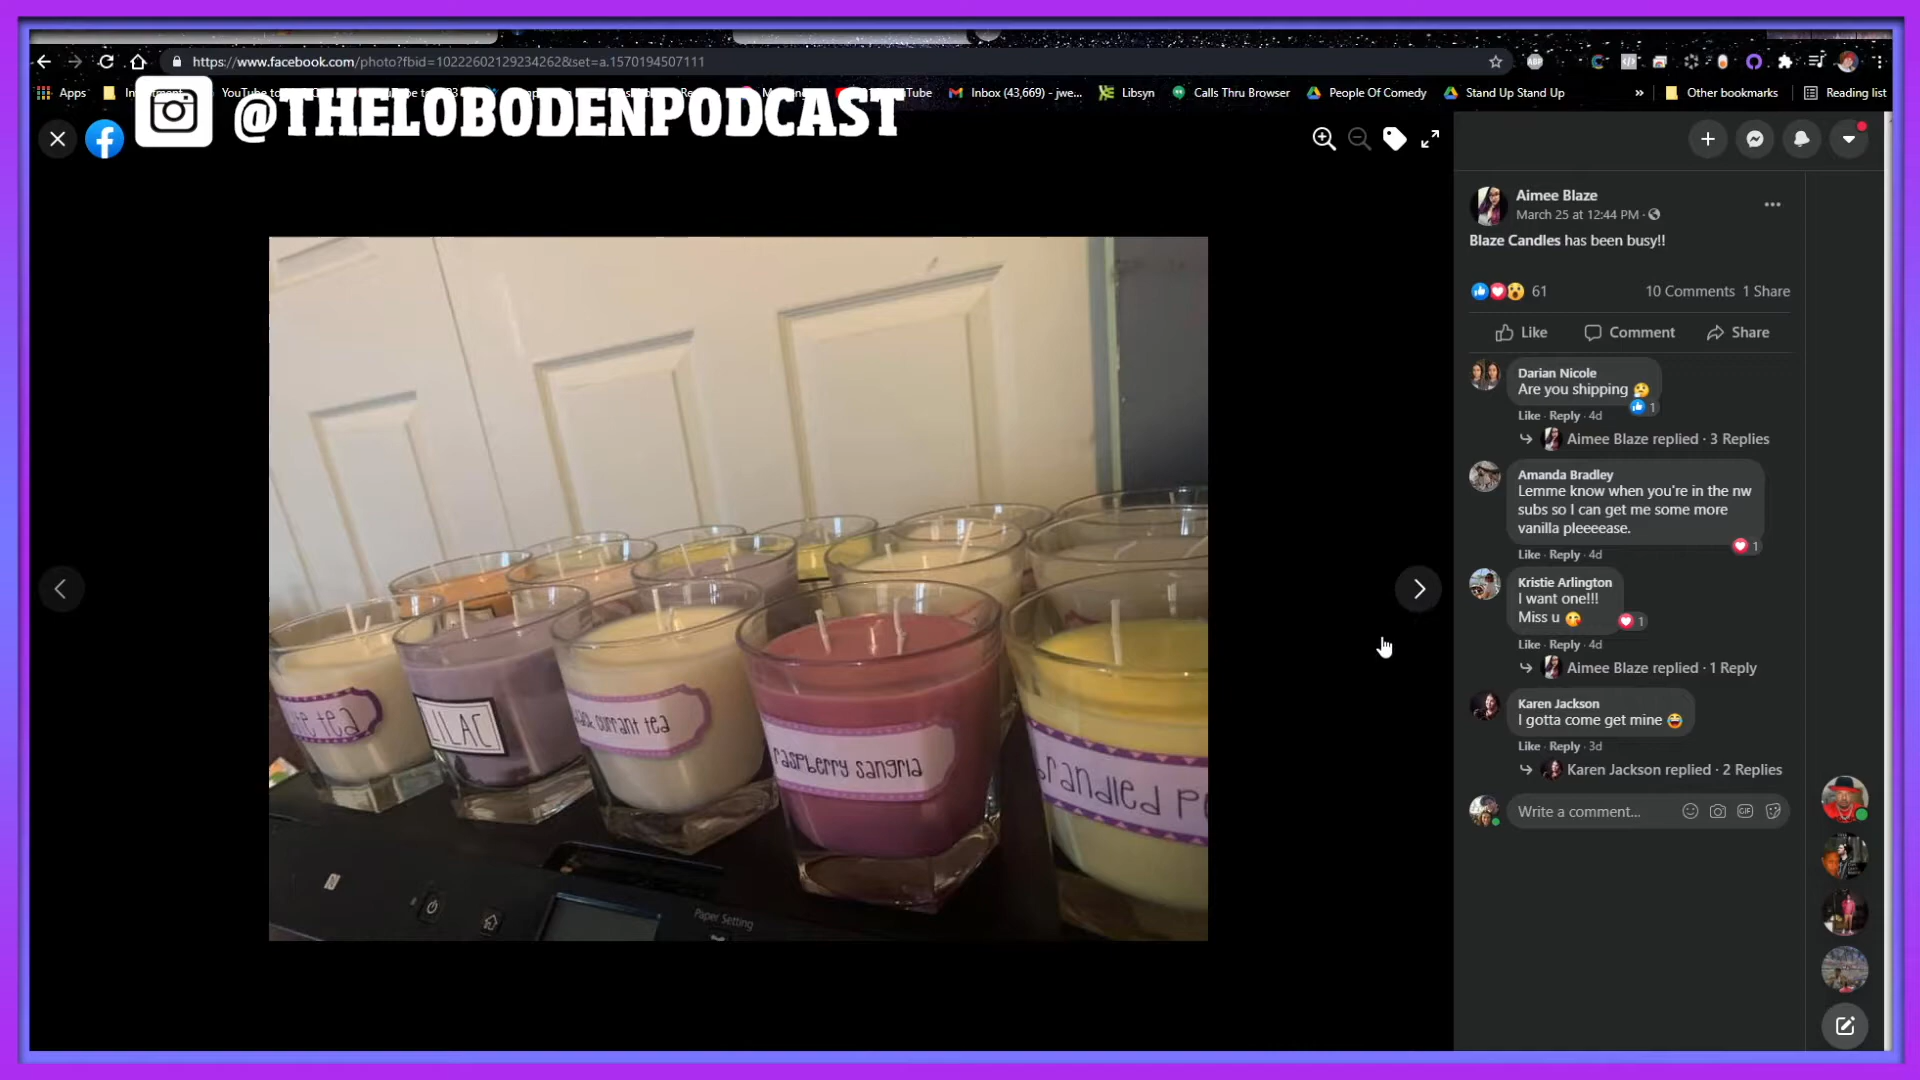 https://www.facebook.com/photo?fbid=10222602129234262&set=a.1570194507111
Apps
Inbox (43,669) - jwe...
Libsyn
Calls Thru Browser
People Of Comedy
Stand Up Stand Up
»
Other bookmarks
Reading list
@THELOBODENPODCAST
Aimee Blaze
March 25 at 12:44 PM ·
Blaze Candles has been busy!!
61
10 Comments 1 Share
Like
Comment
Share
Darian Nicole
Are you shipping
1
Like · Reply · 4d
Aimee Blaze replied · 3 Replies
Amanda Bradley
Lemme know when you're in the nw
subs so I can get me some more
vanilla pleeeease.
1
Like · Reply · 4d
Kristie Arlington
I want one!!!
Miss u
1
Like · Reply · 4d
Aimee Blaze replied · 1 Reply
Karen Jackson
I gotta come get mine
Like · Reply · 3d
Karen Jackson replied · 2 Replies
Write a comment...
GIF
tea
LILAC
currant tea
raspberry sangria
Paper Setting